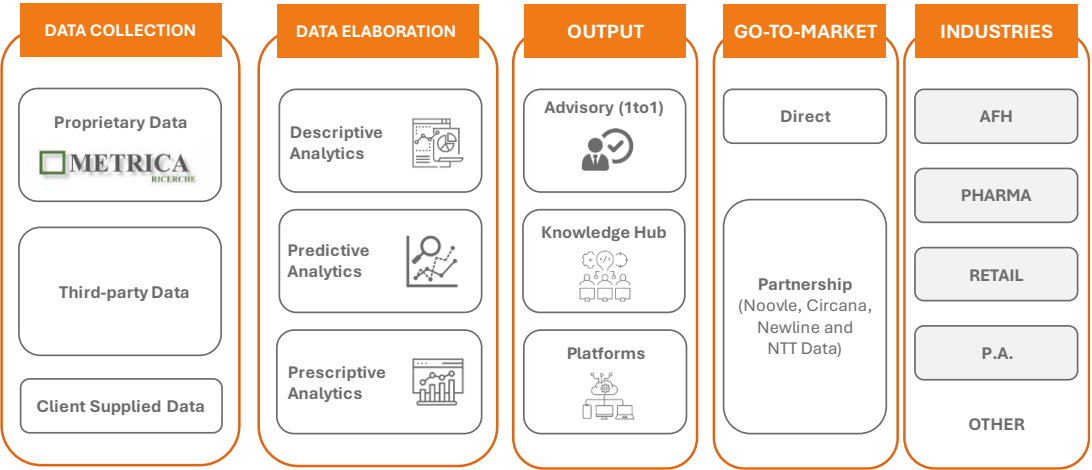 DATA COLLECTION
Proprietary Data
METRICA
RICERCHE
Third-party Data
Client Supplied Data
DATA ELABORATION
Descriptive
Analytics
Predictive
Analytics
Prescriptive
Analytics
OUTPUT
Advisory (1to1)
Knowledge Hub
Platforms
GO-TO-MARKET
Direct
Partnership
(Noovle, Circana,
Newline and
NTT Data)
INDUSTRIES
AFH
PHARMA
RETAIL
P.A.
OTHER